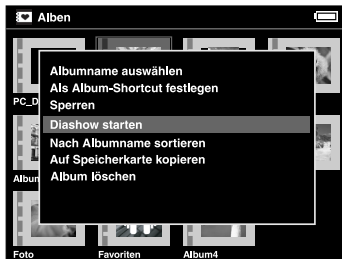 Alben
Albumname auswählen
Als Album-Shortcut festlegen
Sperren
Diashow starten
Nach Albumname sortieren
Auf Speicherkarte kopieren
Album löschen
PC_D
Album
Foto
Favoriten
Album4